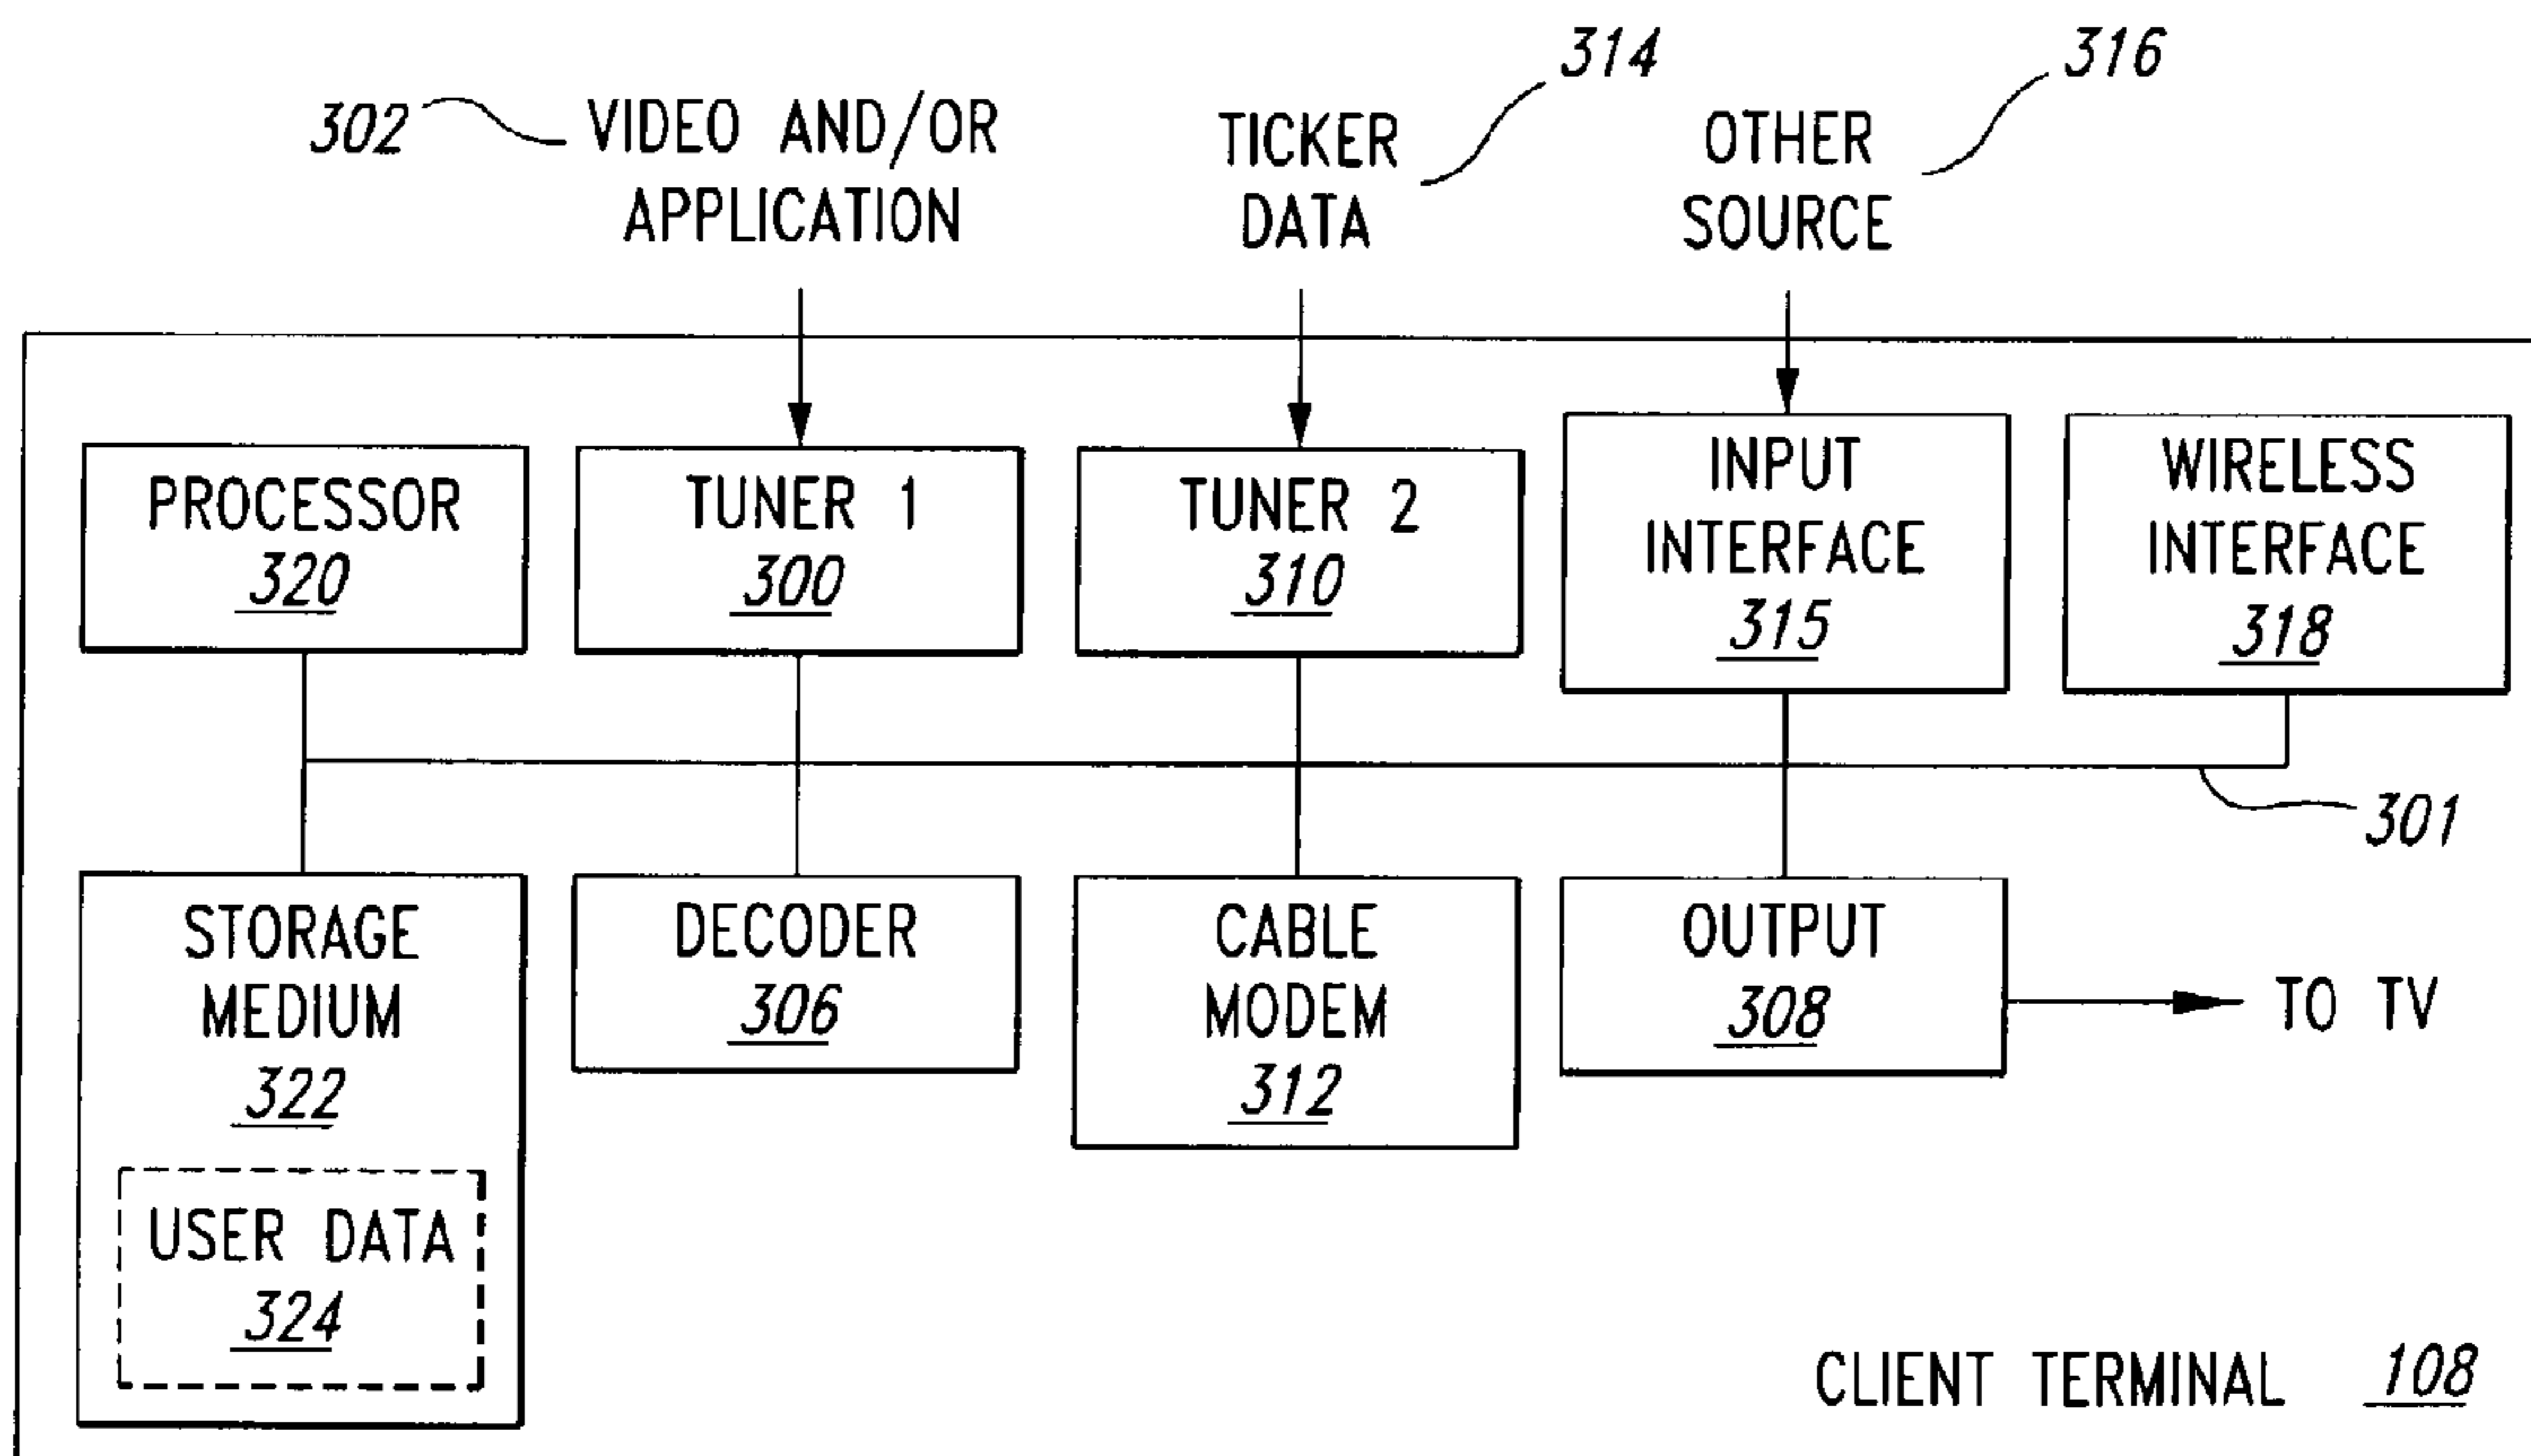 302
VIDEO AND/OR
APPLICATION
TICKER
DATA
314
OTHER
SOURCE
316
PROCESSOR
320
TUNER 1
300
TUNER 2
310
INPUT
INTERFACE
315
WIRELESS
INTERFACE
318
301
STORAGE
MEDIUM
322
USER DATA
324
DECODER
306
CABLE
MODEM
312
OUTPUT
308
TO TV
CLIENT TERMINAL 108